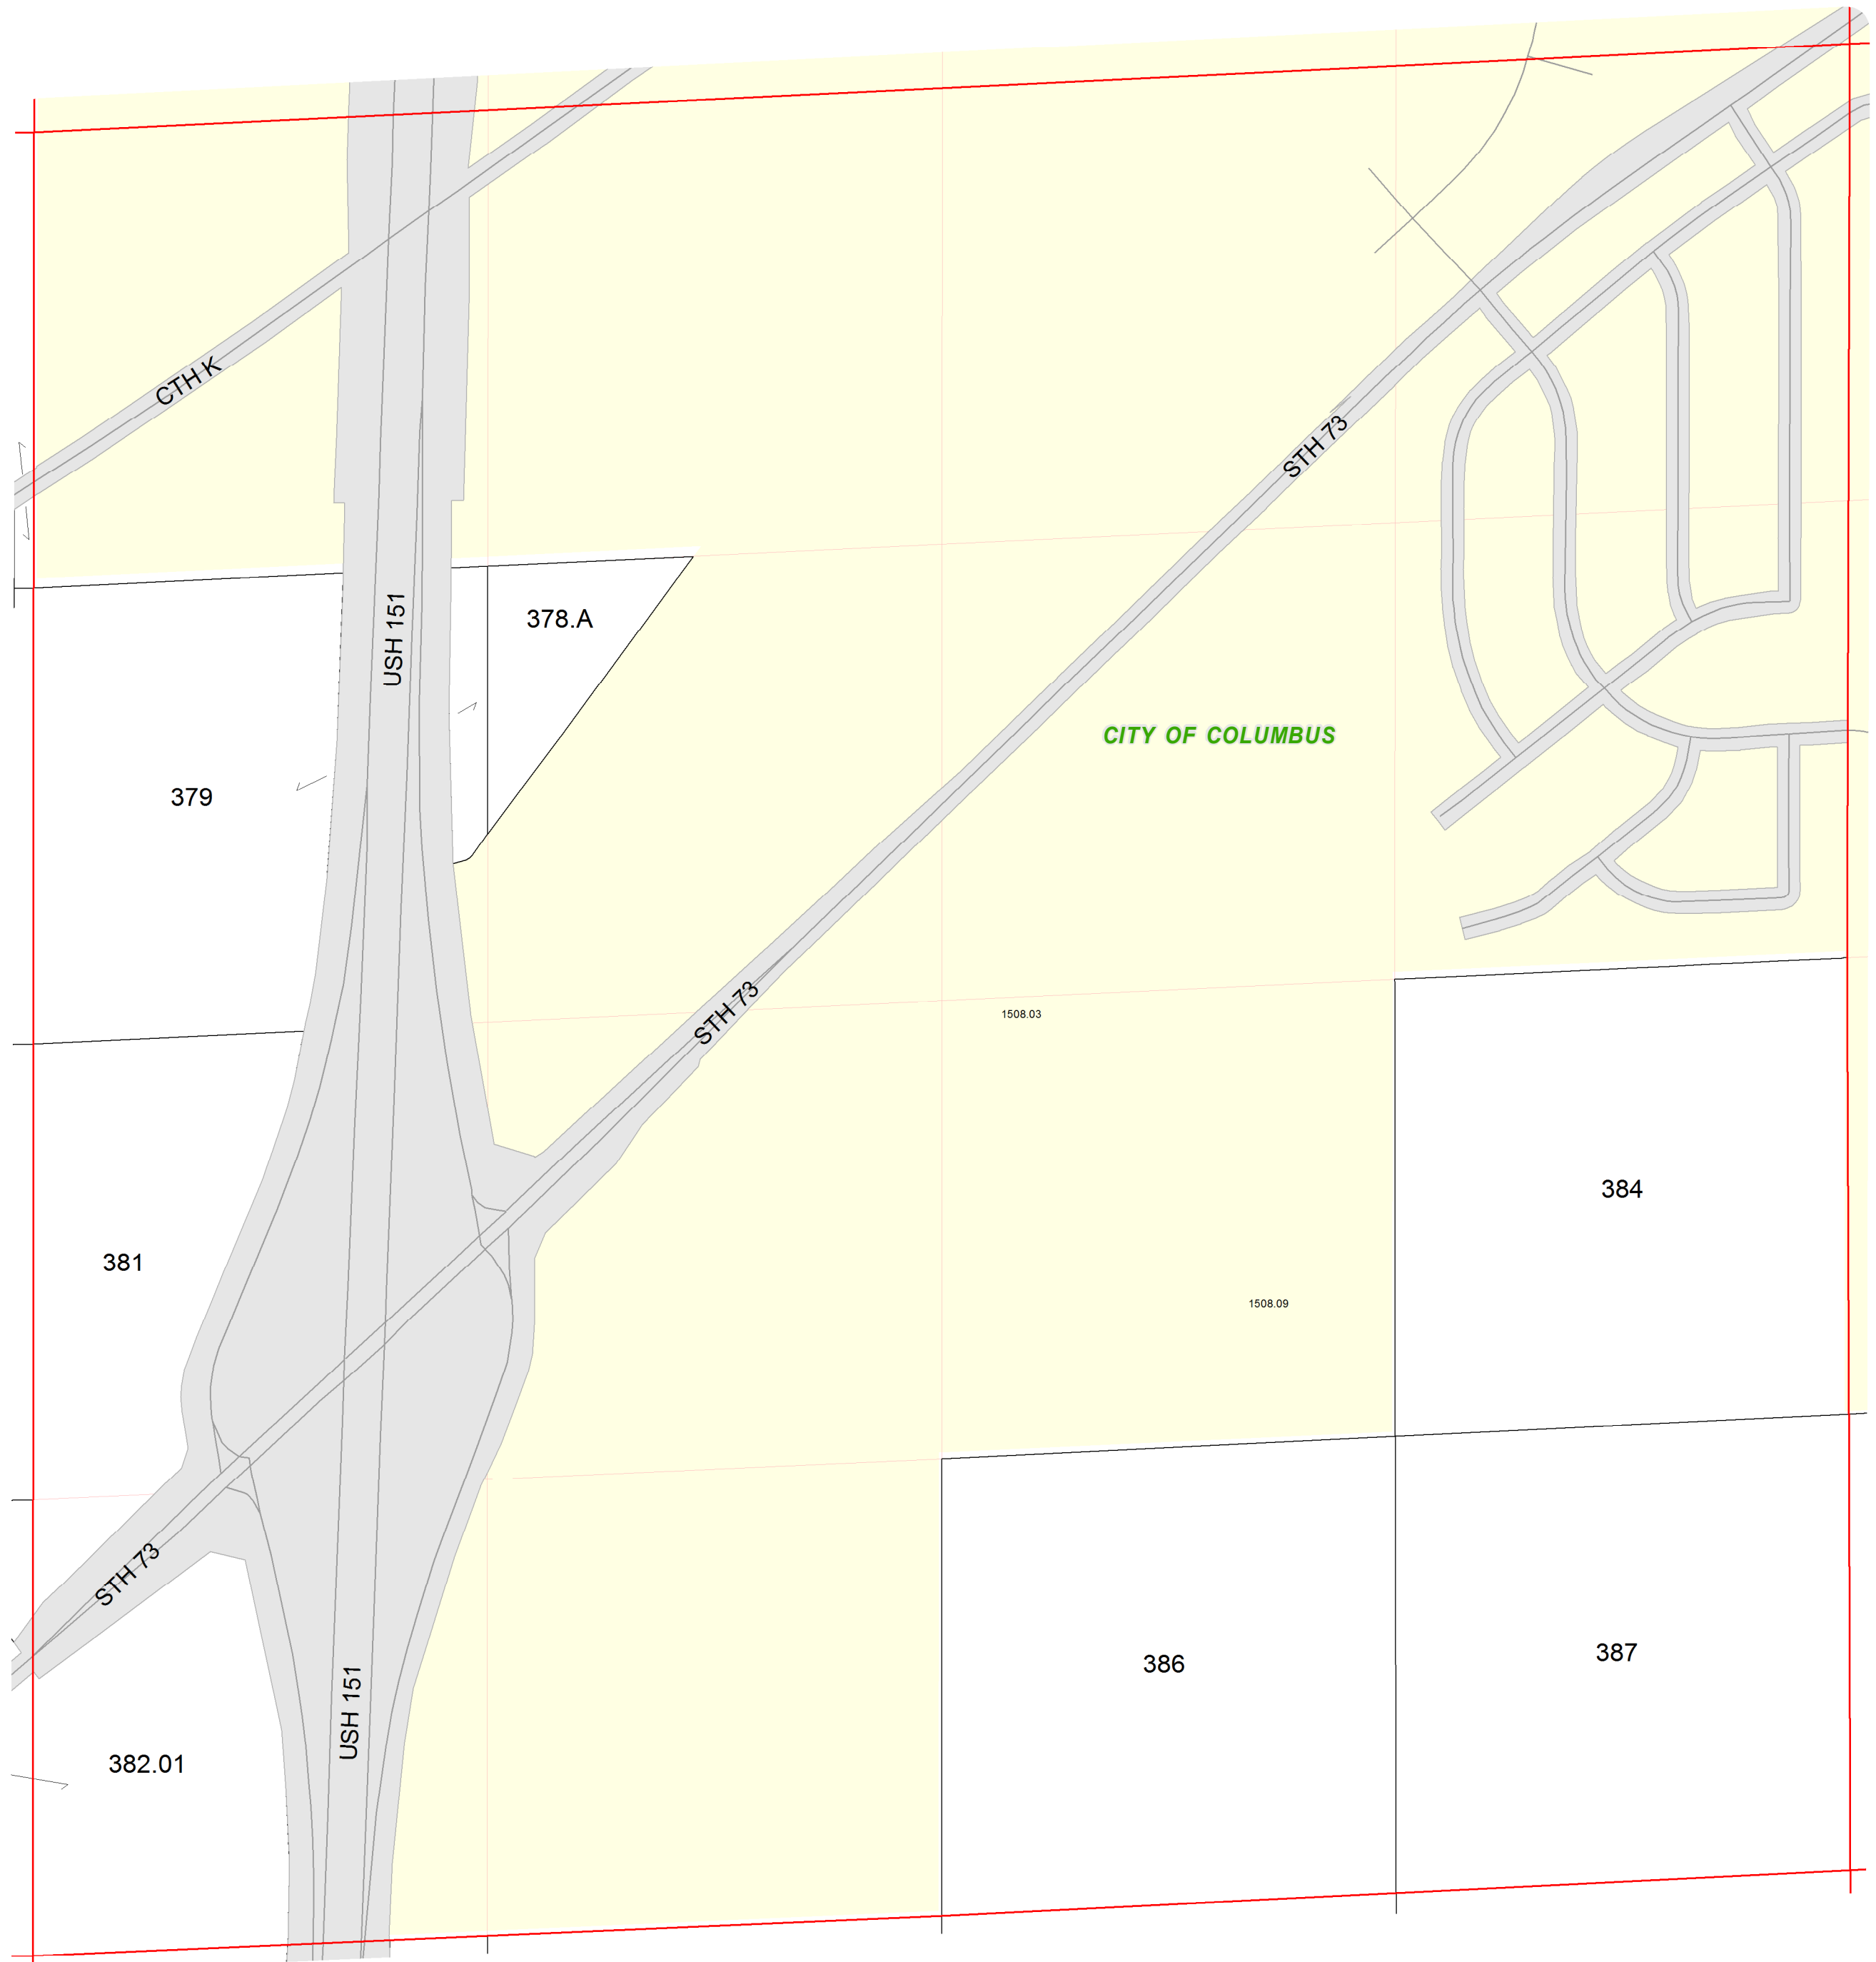 CTH K
STH 73
USH 151
378.A
CITY OF COLUMBUS
379
STH 73
1508.03
384
381
1508.09
STH 73
386
387
USH 151
382.01